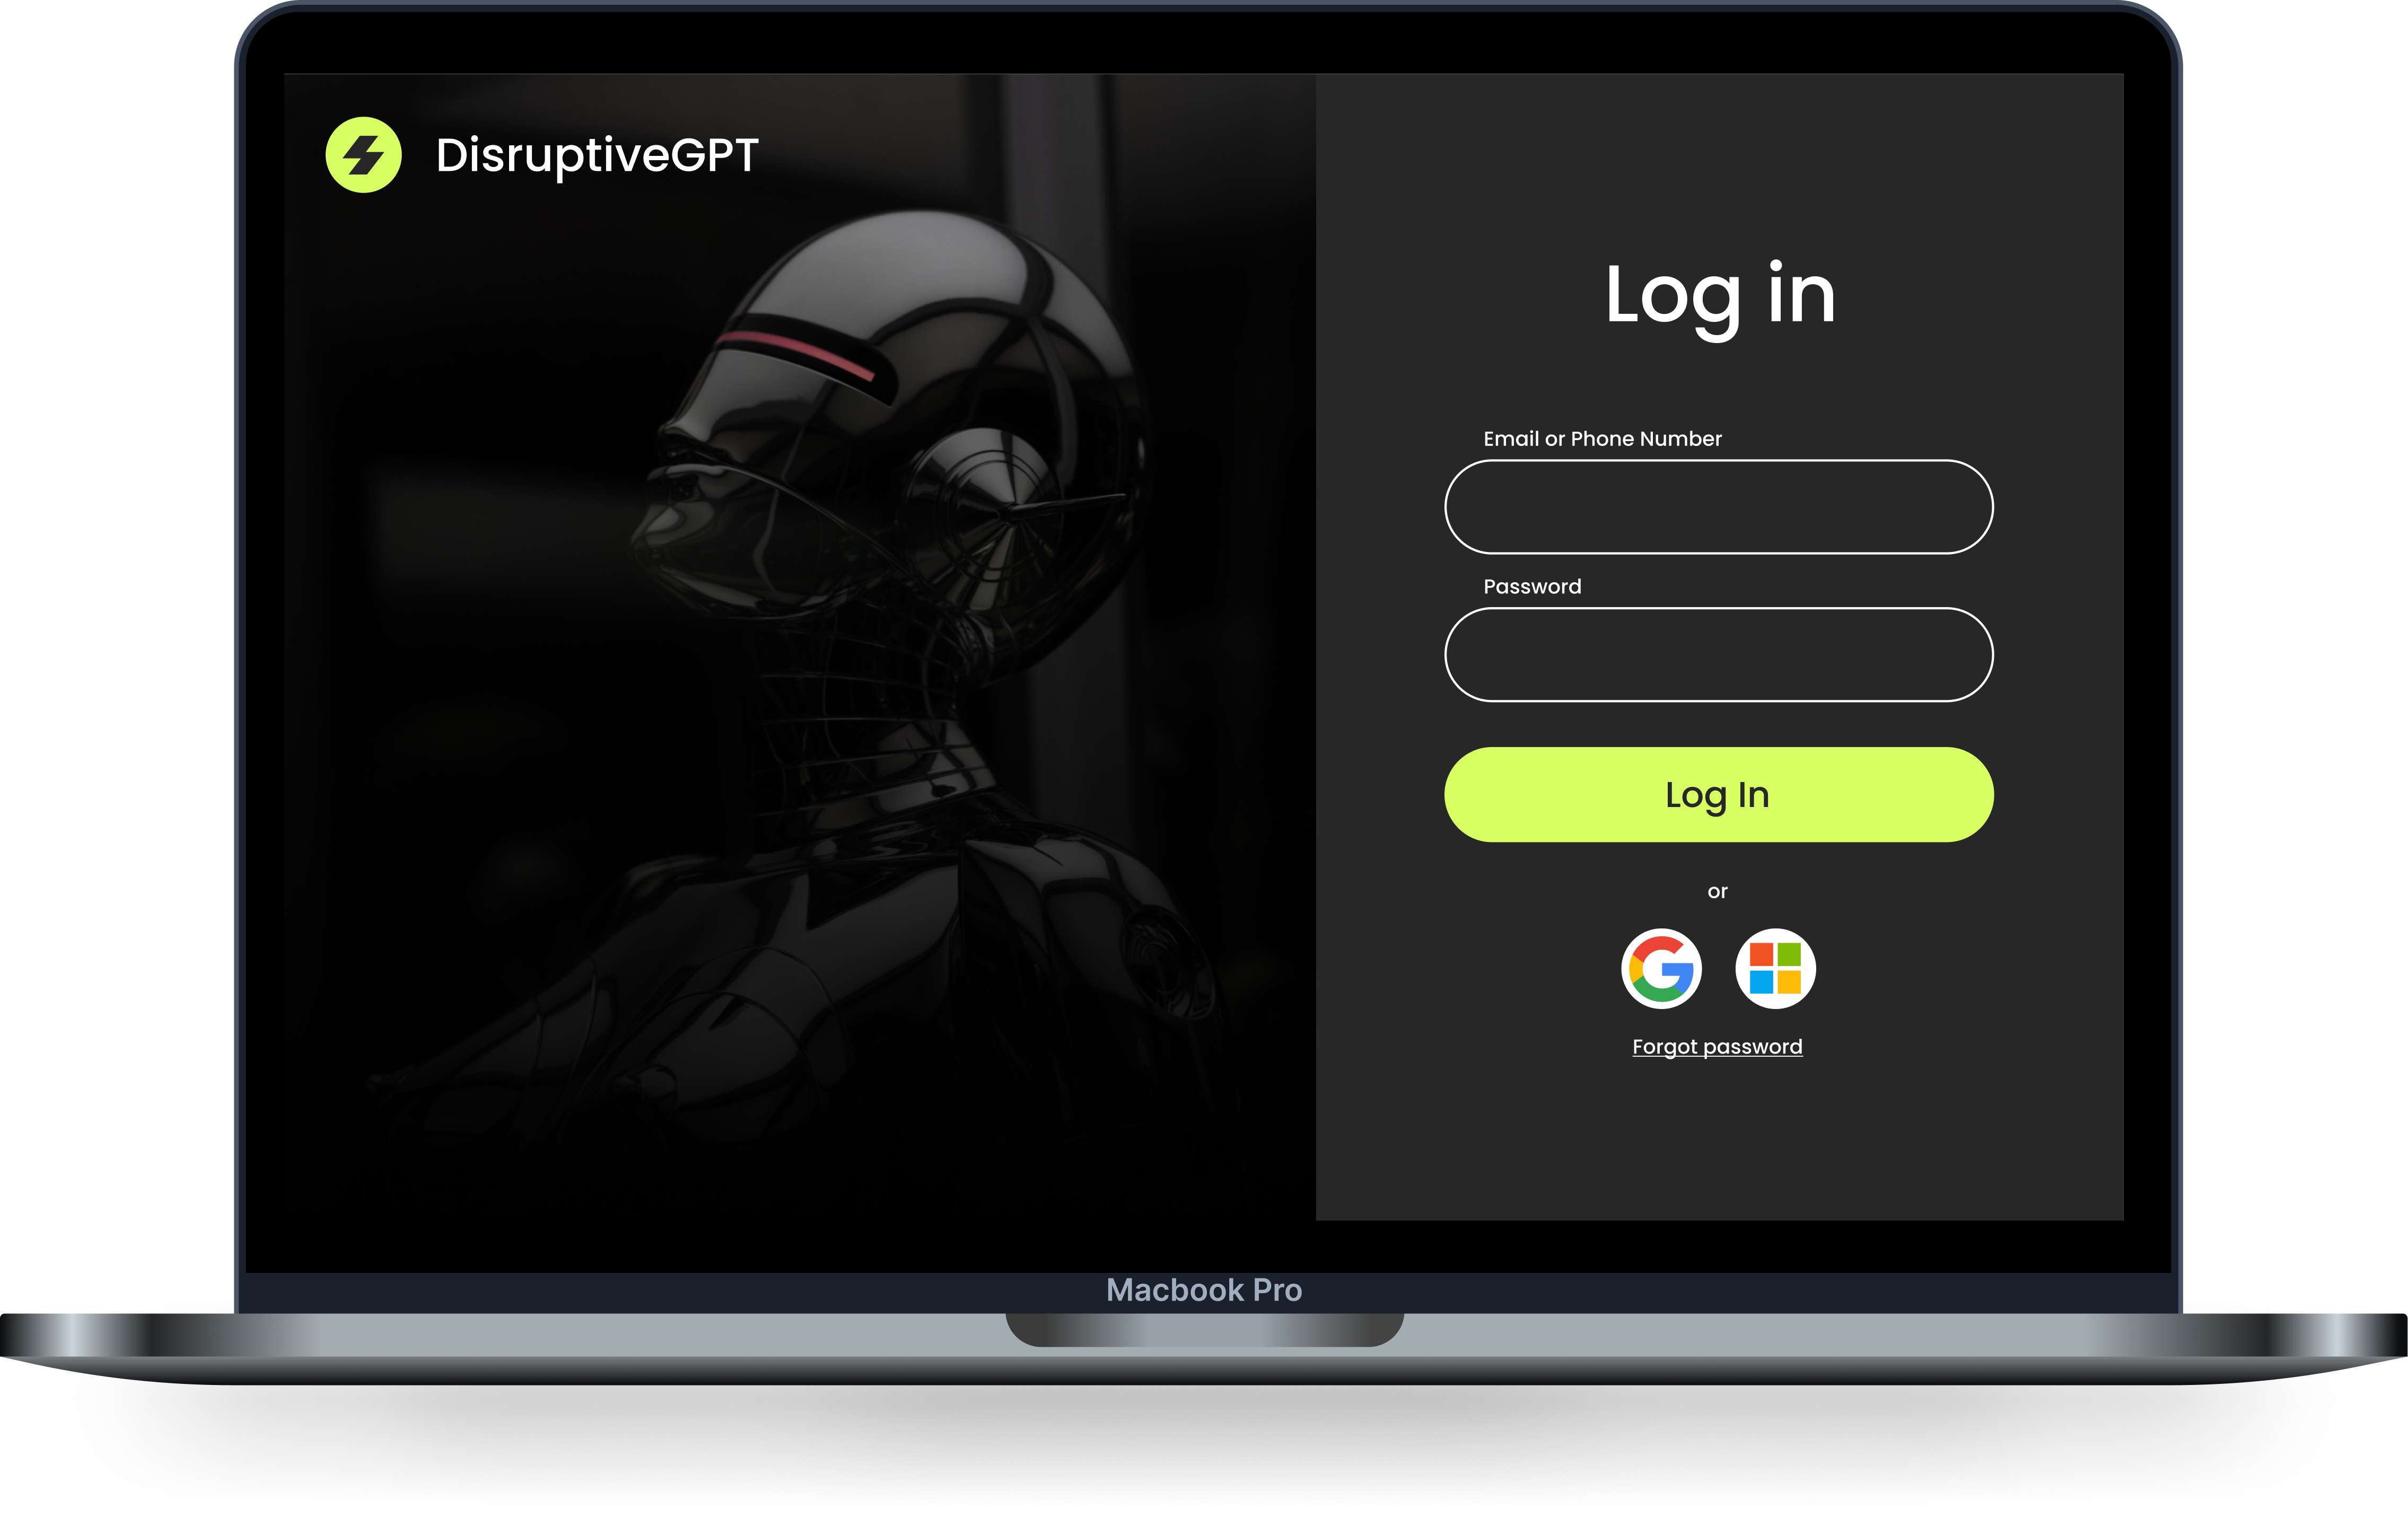 DisruptiveGPT
Log in
Email or Phone Number
Password
Log In
or
Forgot password
Macbook Pro